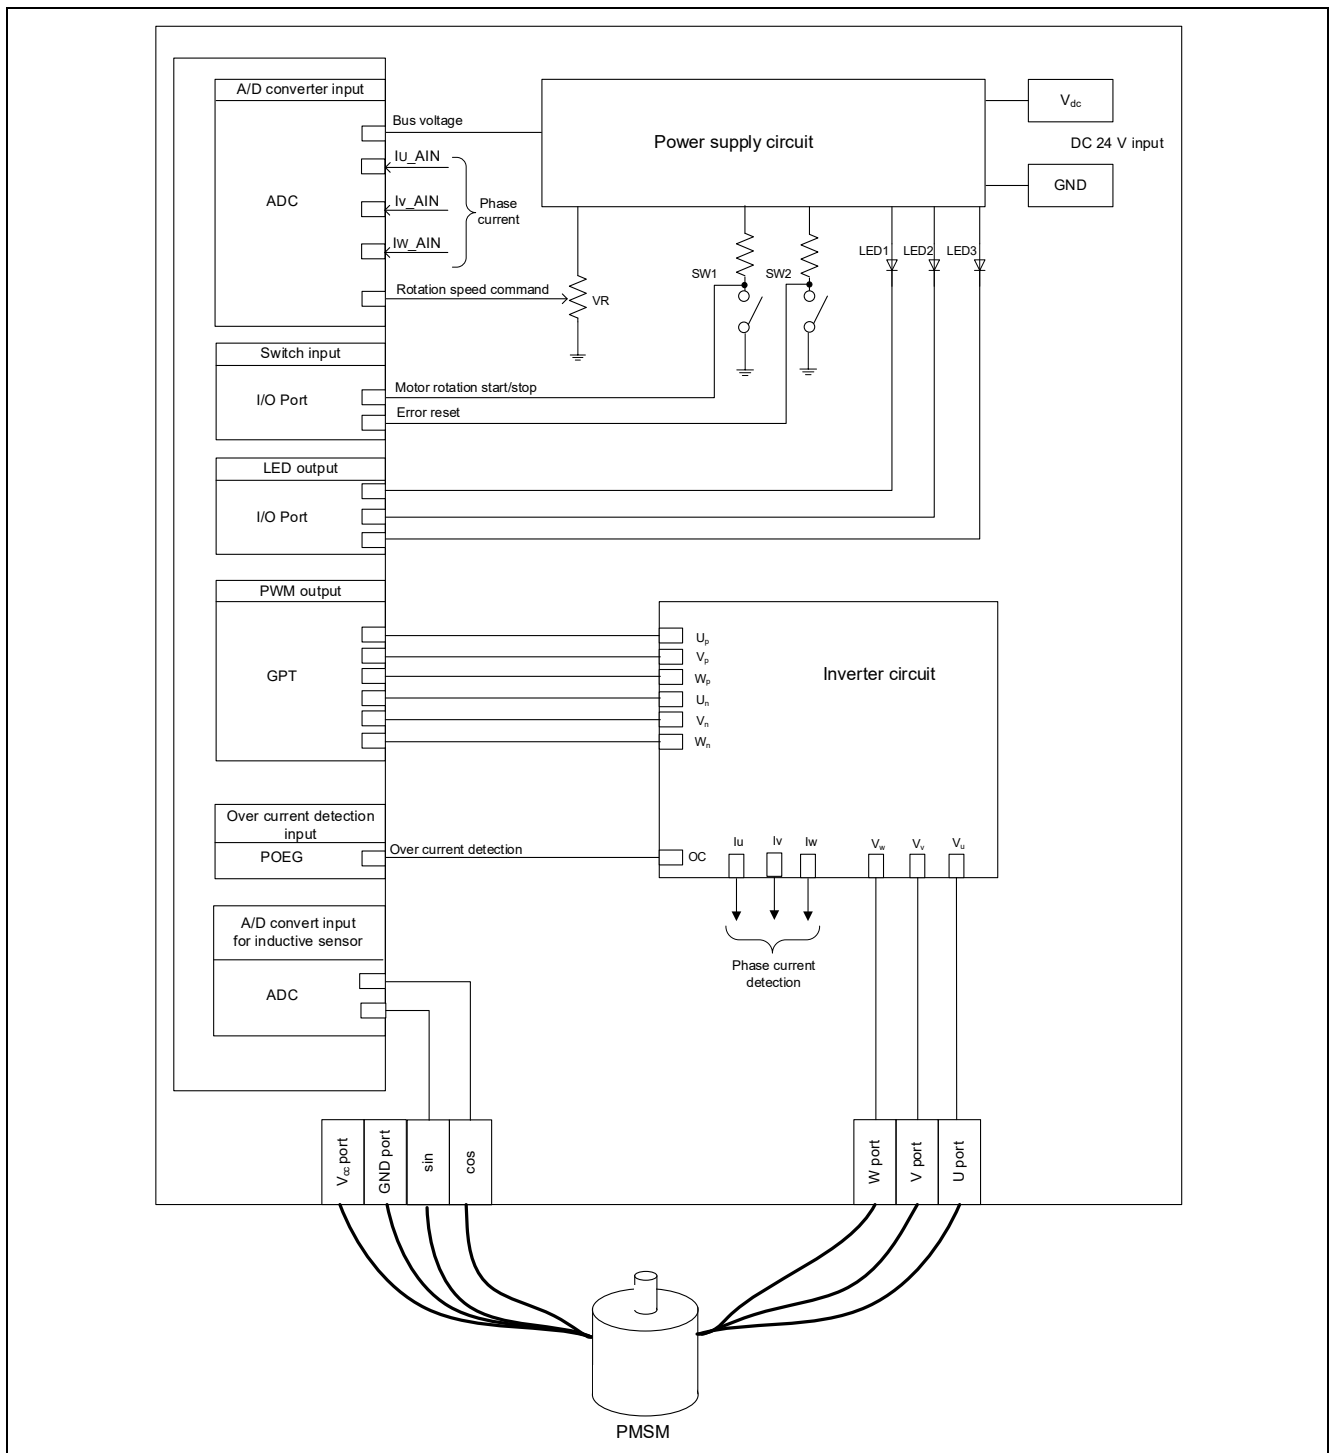 A/D converter input
ADC
Bus voltage
IU_AIN
Iv_AIN
IW_AIN
Phase
current
Rotation speed command
VR
Power supply circuit
Vdc
DC 24 V input
GND
SW1
SW2
LED1
LED2
LED3
Switch input
I/O Port
Motor rotation start/stop
Error reset
LED output
I/O Port
PWM output
GPT
Up
Vp
Wp
Un
Vn
Wn
Inverter circuit
Over current detection
input
POEG
Over current detection
OC
Iu
Iv
Iw
Vw
Vv
Vu
Phase current
detection
A/D convert input
for inductive sensor
ADC
Vcc port
GND port
sin
cos
W port
V port
U port
PMSM